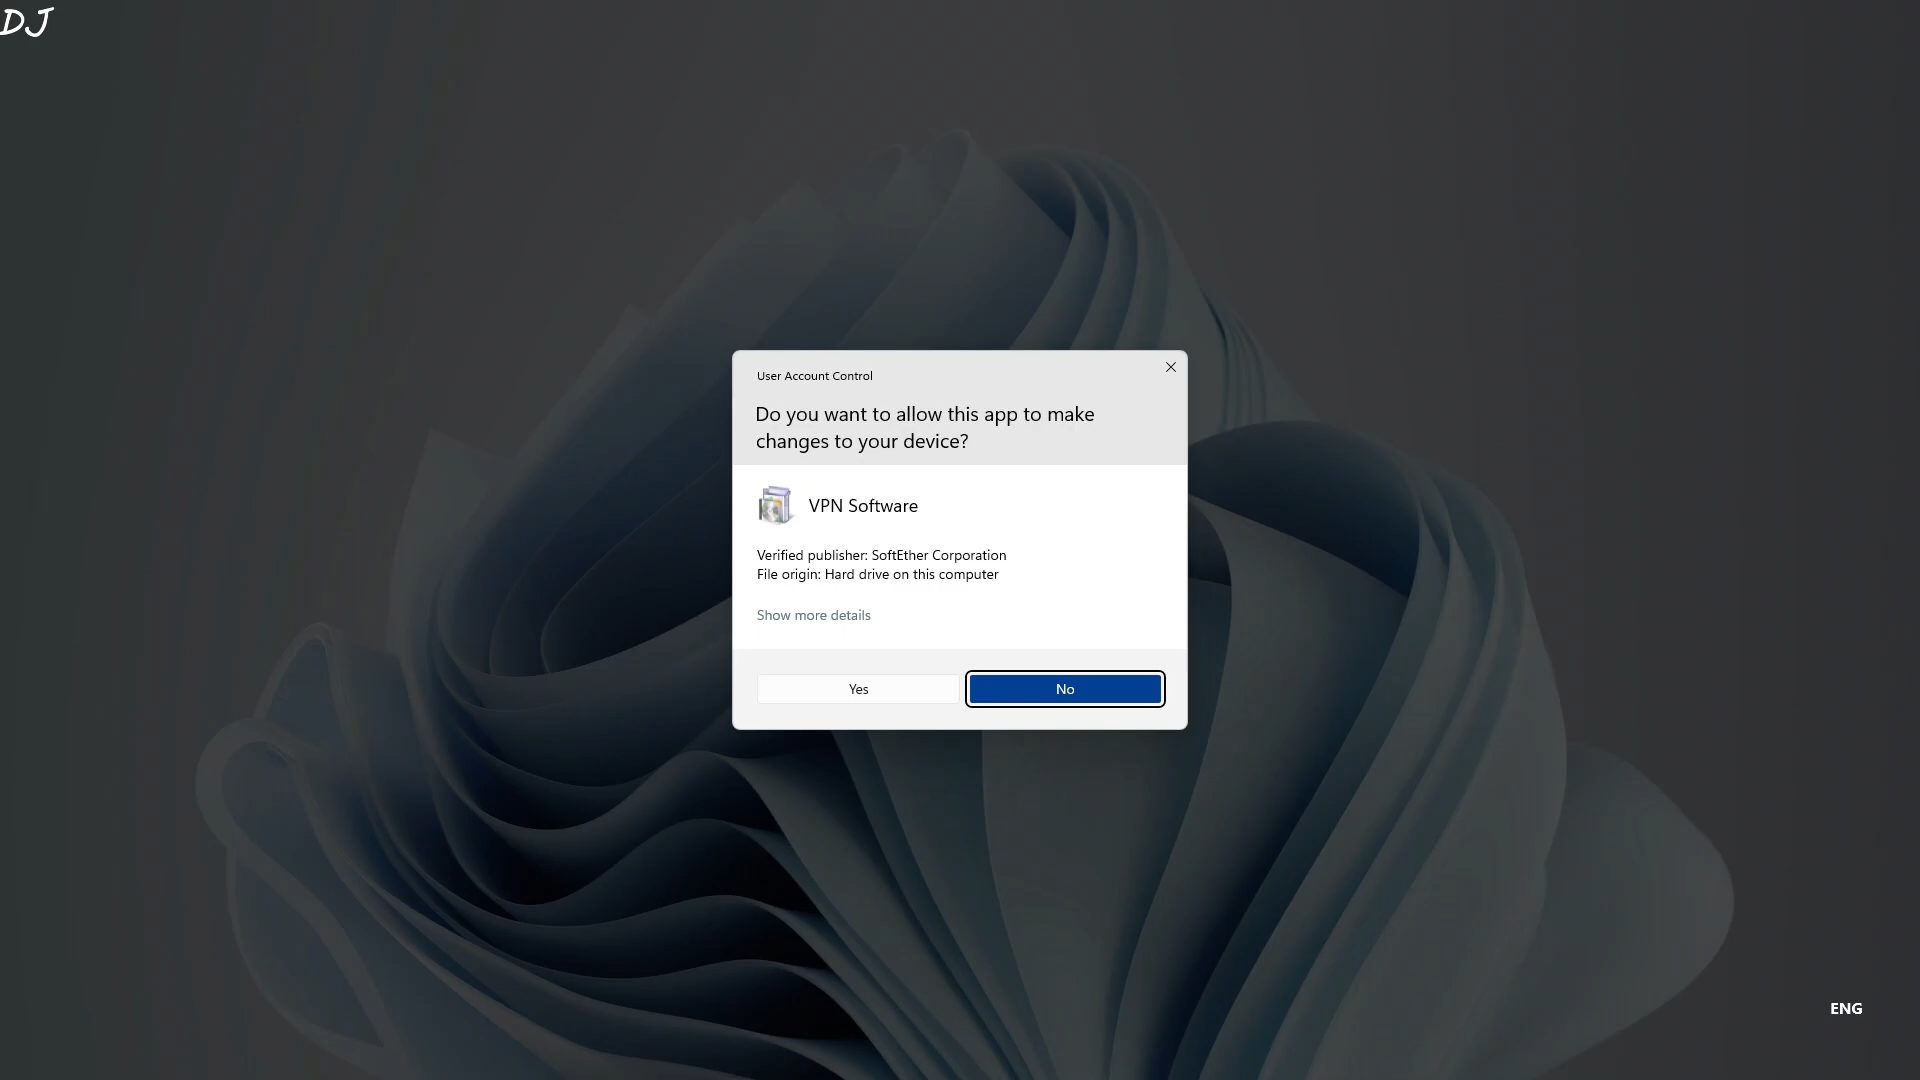 DJ
User Account Control
Do you want to allow this app to make
changes to your device?
VPN Software
Verified publisher: SoftEther Corporation
File origin: Hard drive on this computer
Show more details
Yes
No
ENG